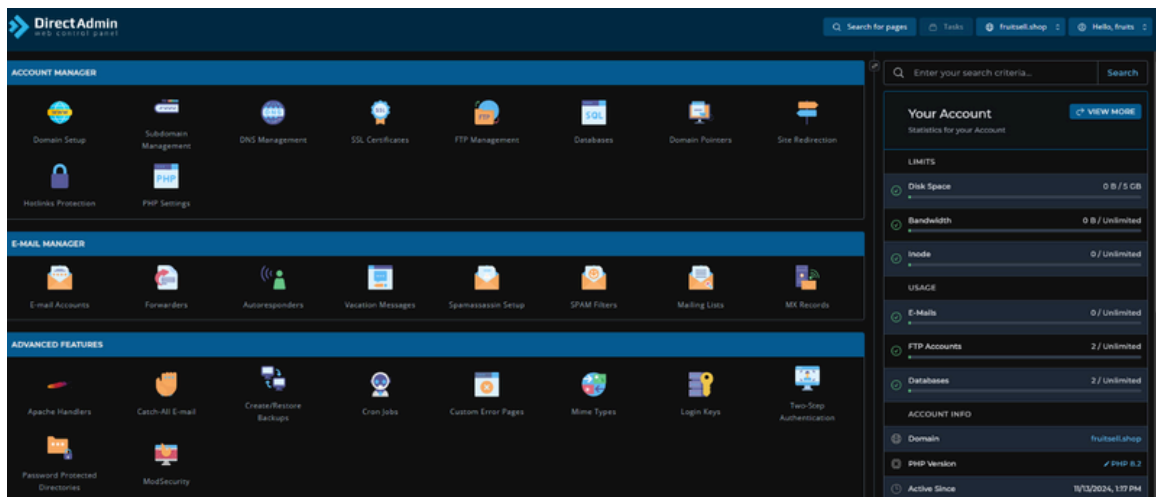 DirectAdmin
web control panel
Search for pages
Tasks
fruitsell.shop
Hello, fruits
ACCOUNT MANAGER
Domain Setup
Subdomain
Management
DNS Management
SSL Certificates
FTP Management
Databases
Domain Pointers
Site Redirection
Hotlinks Protection
PHP Settings
E-MAIL MANAGER
E-mail Accounts
Forwarders
Autoresponders
Vacation Messages
Spamassassin Setup
SPAM Filters
Mailing Lists
MX Records
ADVANCED FEATURES
Apache Handlers
Catch-All E-mail
Create/Restore
Backups
Cron Jobs
Custom Error Pages
Mime Types
Login Keys
Two-Step
Authentication
Password Protected
Directories
ModSecurity
Enter your search criteria...
Search
Your Account
VIEW MORE
Statistics for your Account
LIMITS
Disk Space 0 B / 5 GB
Bandwidth 0 B / Unlimited
Inode 0 / Unlimited
USAGE
E-Mails 0 / Unlimited
FTP Accounts 2 / Unlimited
Databases 2 / Unlimited
ACCOUNT INFO
Domain fruitsell.shop
PHP Version PHP 8.2
Active Since 11/13/2024, 1:17 PM